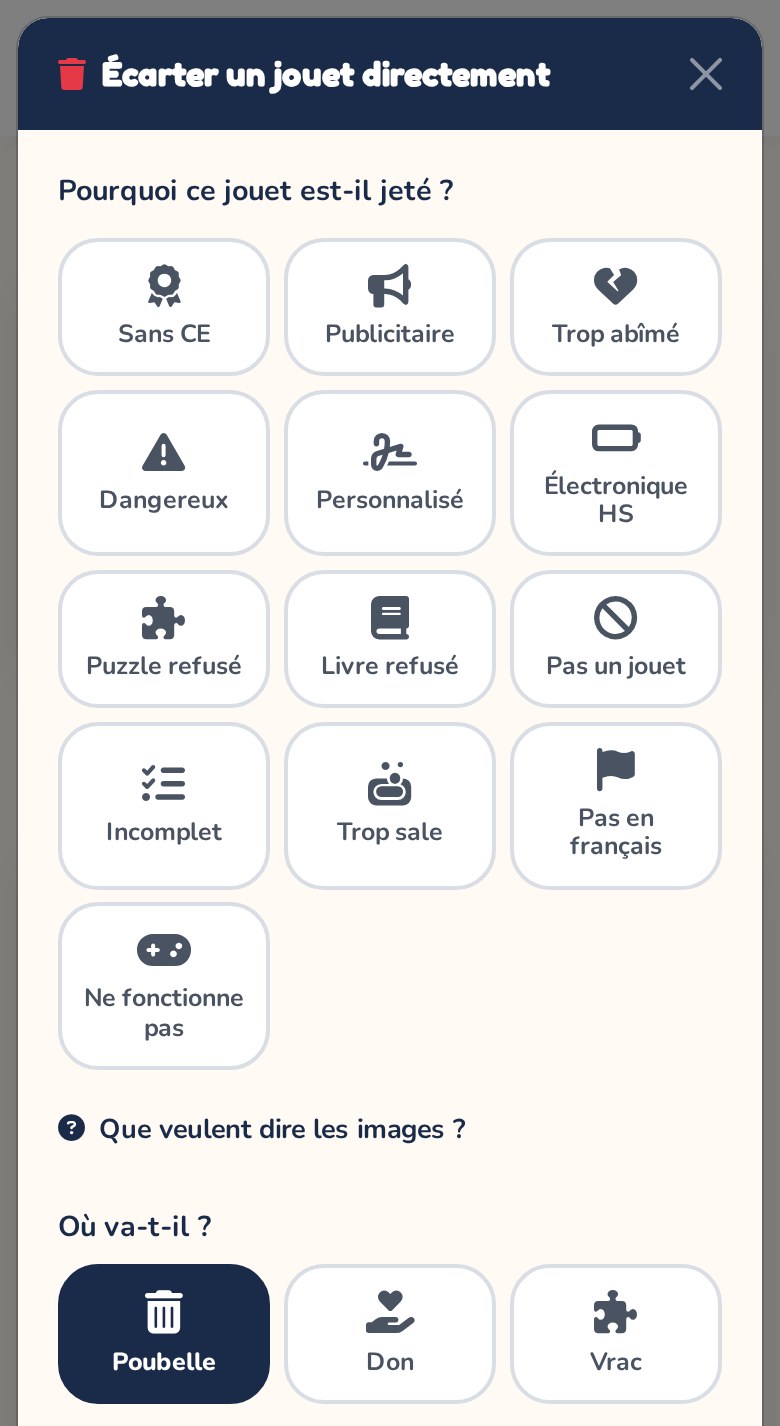 Écarter un jouet directement
Pourquoi ce jouet est-il jeté ?
Sans CE
Publicitaire
Trop abîmé
Dangereux
Personnalisé
Électronique
HS
Puzzle refusé
Livre refusé
Pas un jouet
Incomplet
Trop sale
Pas en
français
Ne fonctionne
pas
Que veulent dire les images ?
Où va-t-il ?
Poubelle
Don
Vrac